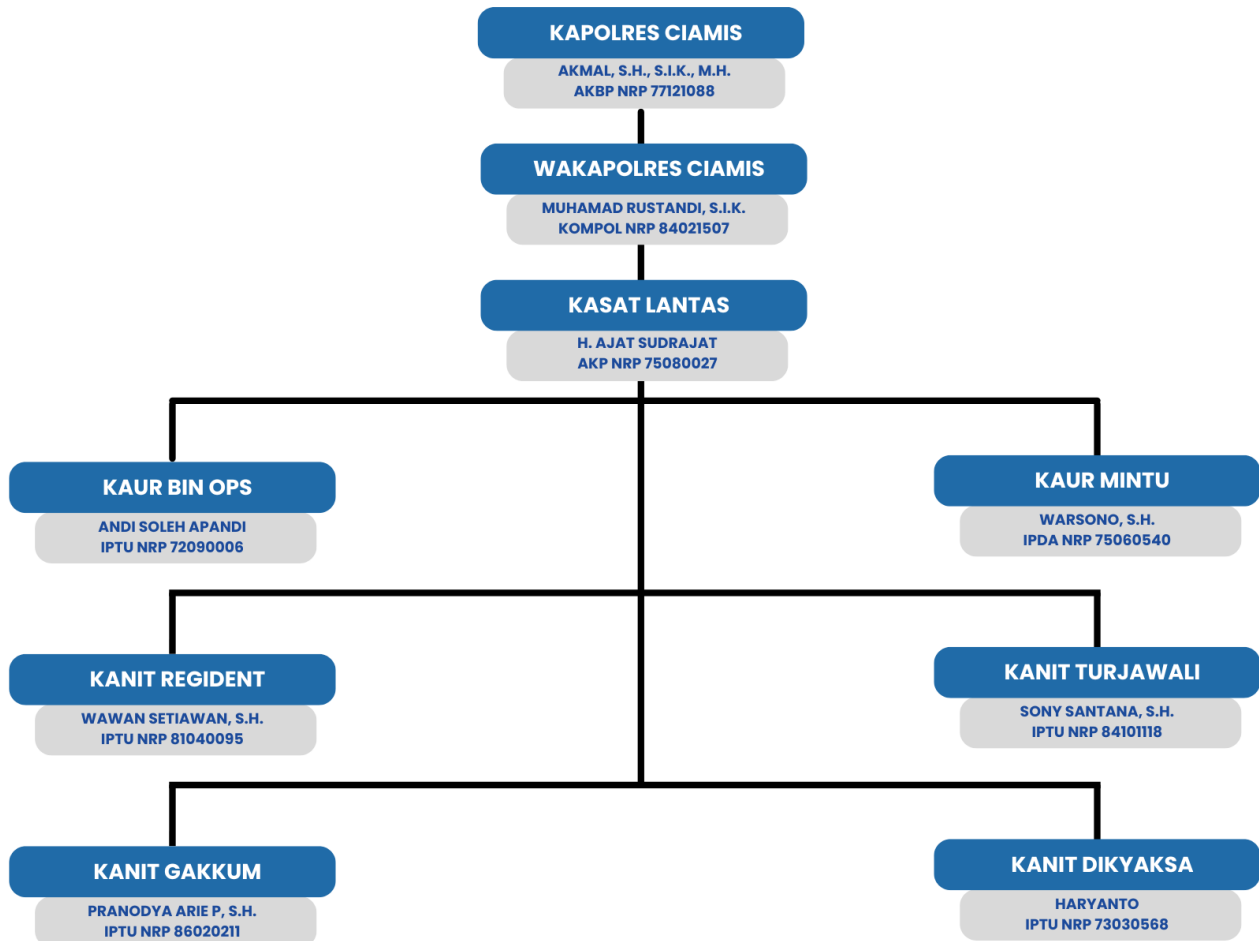 KAPOLRES CIAMIS
AKMAL, S.H., S.I.K., M.H.
AKBP NRP 77121088
WAKAPOLRES CIAMIS
MUHAMAD RUSTANDI, S.I.K.
KOMPOL NRP 84021507
KASAT LANTAS
H. AJAT SUDRAJAT
AKP NRP 75080027
KAUR BIN OPS
ANDI SOLEH APANDI
IPTU NRP 72090006
KAUR MINTU
WARSONO, S.H.
IPDA NRP 75060540
KANIT REGIDENT
WAWAN SETIAWAN, S.H.
IPTU NRP 81040095
KANIT TURJAWALI
SONY SANTANA, S.H.
IPTU NRP 84101118
KANIT GAKKUM
PRANODYA ARIE P, S.H.
IPTU NRP 86020211
KANIT DIKYAKSA
HARYANTO
IPTU NRP 73030568